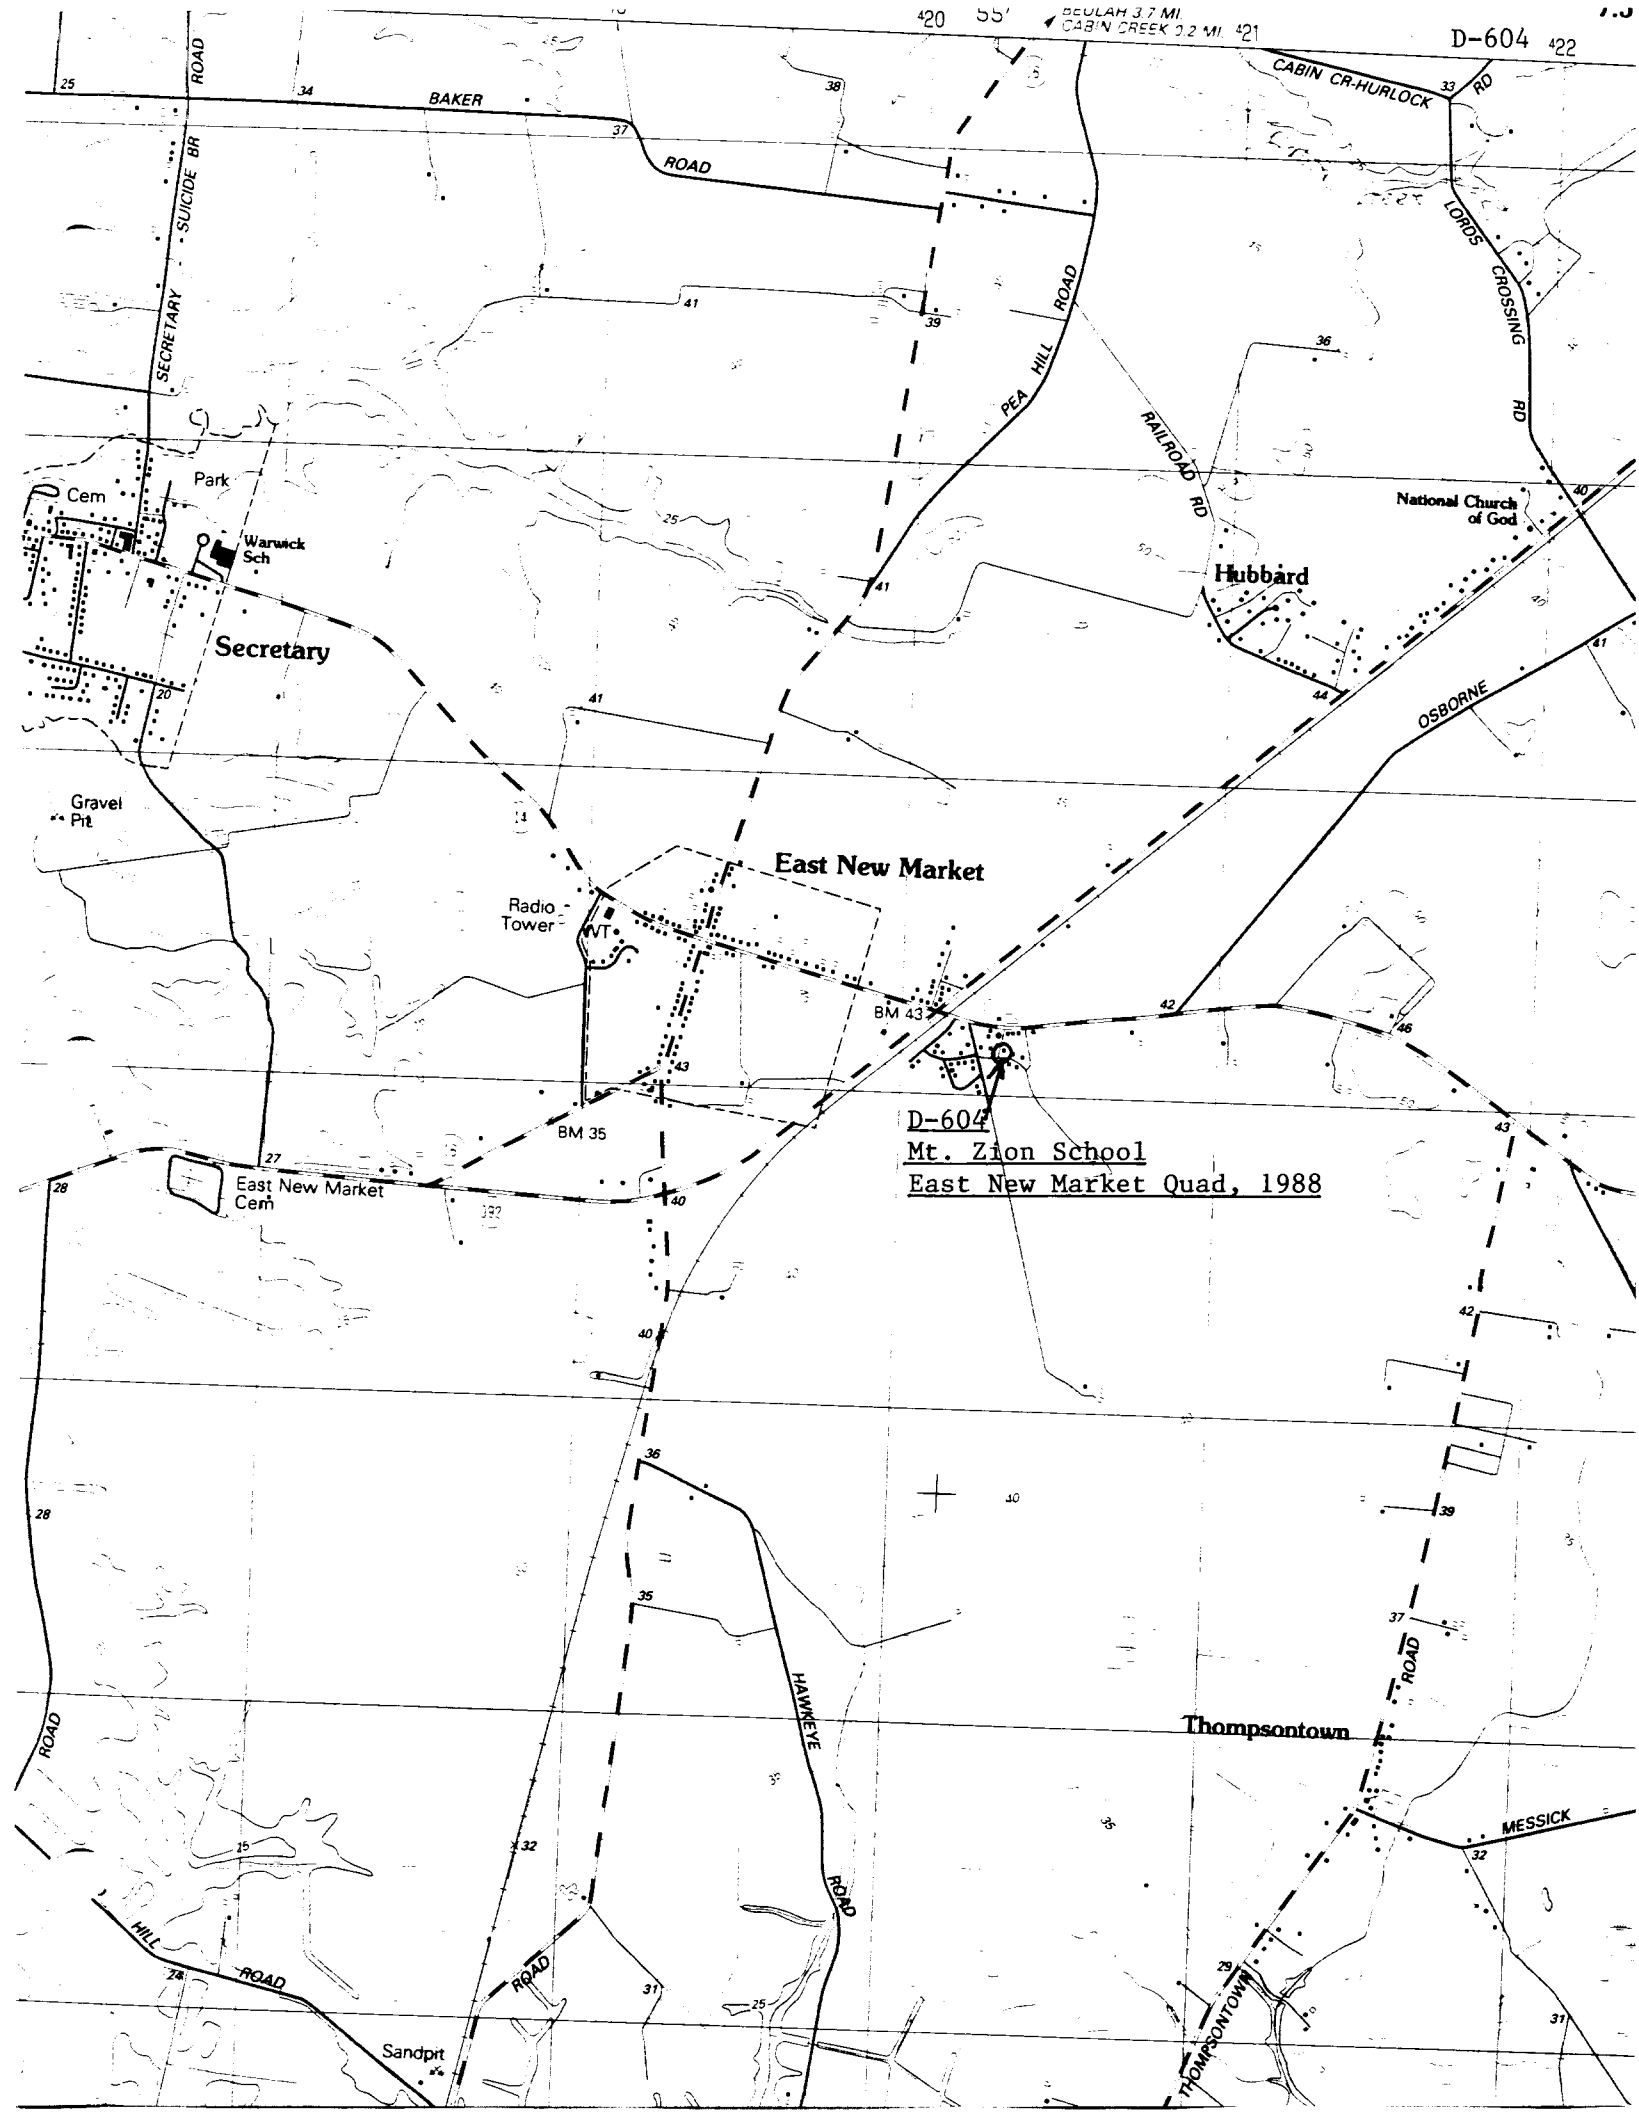 420 55' BEULAH 3.7 MI.
CABIN CREEK 0.2 MI. 421
D-604 422
25
ROAD
34
BAKER
37
ROAD
38
CABIN CR-HURLOCK
33
RD
SECRETARY SUICIDE BR
LORDS CROSSING RD
41
39
PEA HILL ROAD
36
RAILROAD RD
Park
Cem
Warwick
Sch
25
National Church
of God
40
41
Hubbard
Secretary
20
41
44
OSBORNE
41
Gravel
Pit
14
East New Market
Radio
Tower
WT
BM 43
42
46
43
BM 35
D-604
Mt. Zion School
East New Market Quad, 1988
43
27
28
East New Market
Cem
392
40
50
42
40
36
28
40
39
35
37
ROAD
HAWKEYE
ROAD
Thompsontown
35
MESSICK
32
25
32
ROAD
HILL
ROAD
24
ROAD
31
25
29
THOMPSONTOWN
31
Sandpit